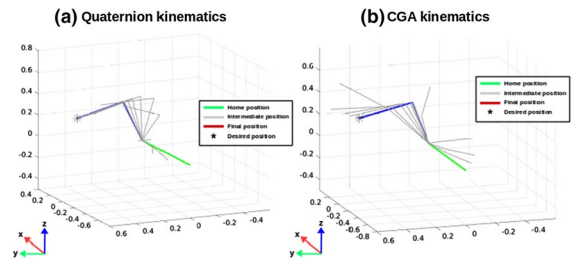 (a) Quaternion kinematics
0.8
0.6
0.4
0.2
0
-0.2
-0.4
0.4
0.2
0
-0.2
-0.4
0.6
0.4
0.2
0
-0.2
-0.4
Home position
Intermediate position
Final position
Desired position
z
x
y
(b) CGA kinematics
0.6
0.4
0.2
0
-0.2
-0.4
0.2
0
-0.2
-0.4
-0.6
-0.8
0.6
0.4
0.2
0
-0.2
-0.4
Home position
Intermediate position
Final position
Desired position
z
x
y